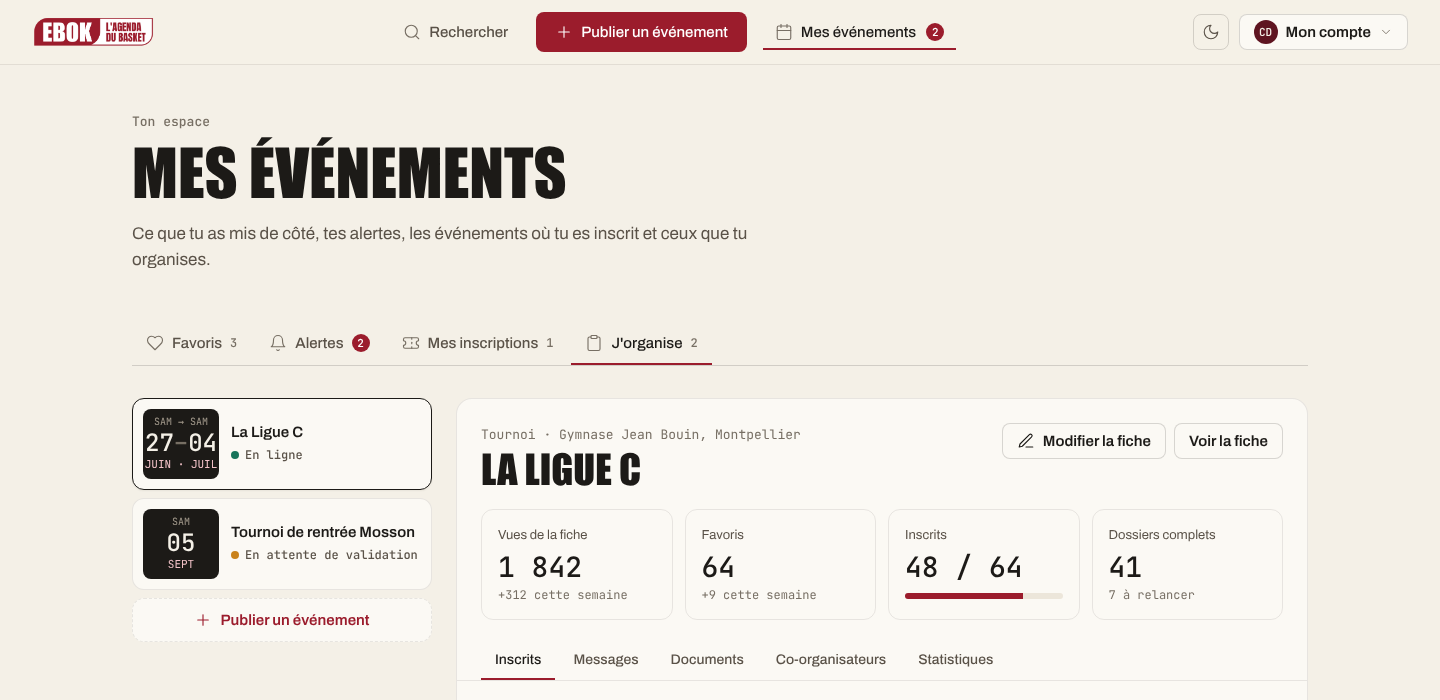 EBOK L'AGENDA DU BASKET
Rechercher
Publier un événement
Mes événements 2
CD Mon compte
Ton espace
MES ÉVÉNEMENTS
Ce que tu as mis de côté, tes alertes, les événements où tu es inscrit et ceux que tu
organises.
Favoris 3
Alertes 2
Mes inscriptions 1
J'organise 2
SAM → SAM
27–04
JUIN · JUIL
La Ligue C
En ligne
SAM
05
SEPT
Tournoi de rentrée Mosson
En attente de validation
Publier un événement
Tournoi · Gymnase Jean Bouin, Montpellier
LA LIGUE C
Modifier la fiche
Voir la fiche
Vues de la fiche
1 842
+312 cette semaine
Favoris
64
+9 cette semaine
Inscrits
48 / 64
Dossiers complets
41
7 à relancer
Inscrits
Messages
Documents
Co-organisateurs
Statistiques